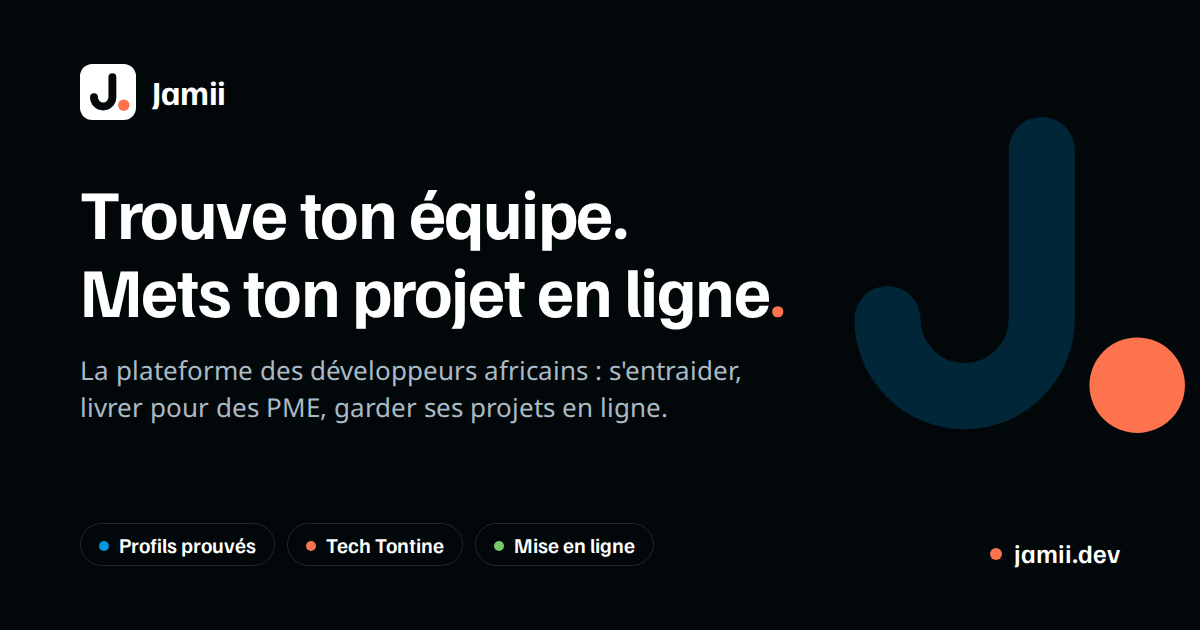 J.
Jamii
Trouve ton équipe.
Mets ton projet en ligne.
La plateforme des développeurs africains : s'entraider,
livrer pour des PME, garder ses projets en ligne.
J.
Profils prouvés
Tech Tontine
Mise en ligne
jamii.dev